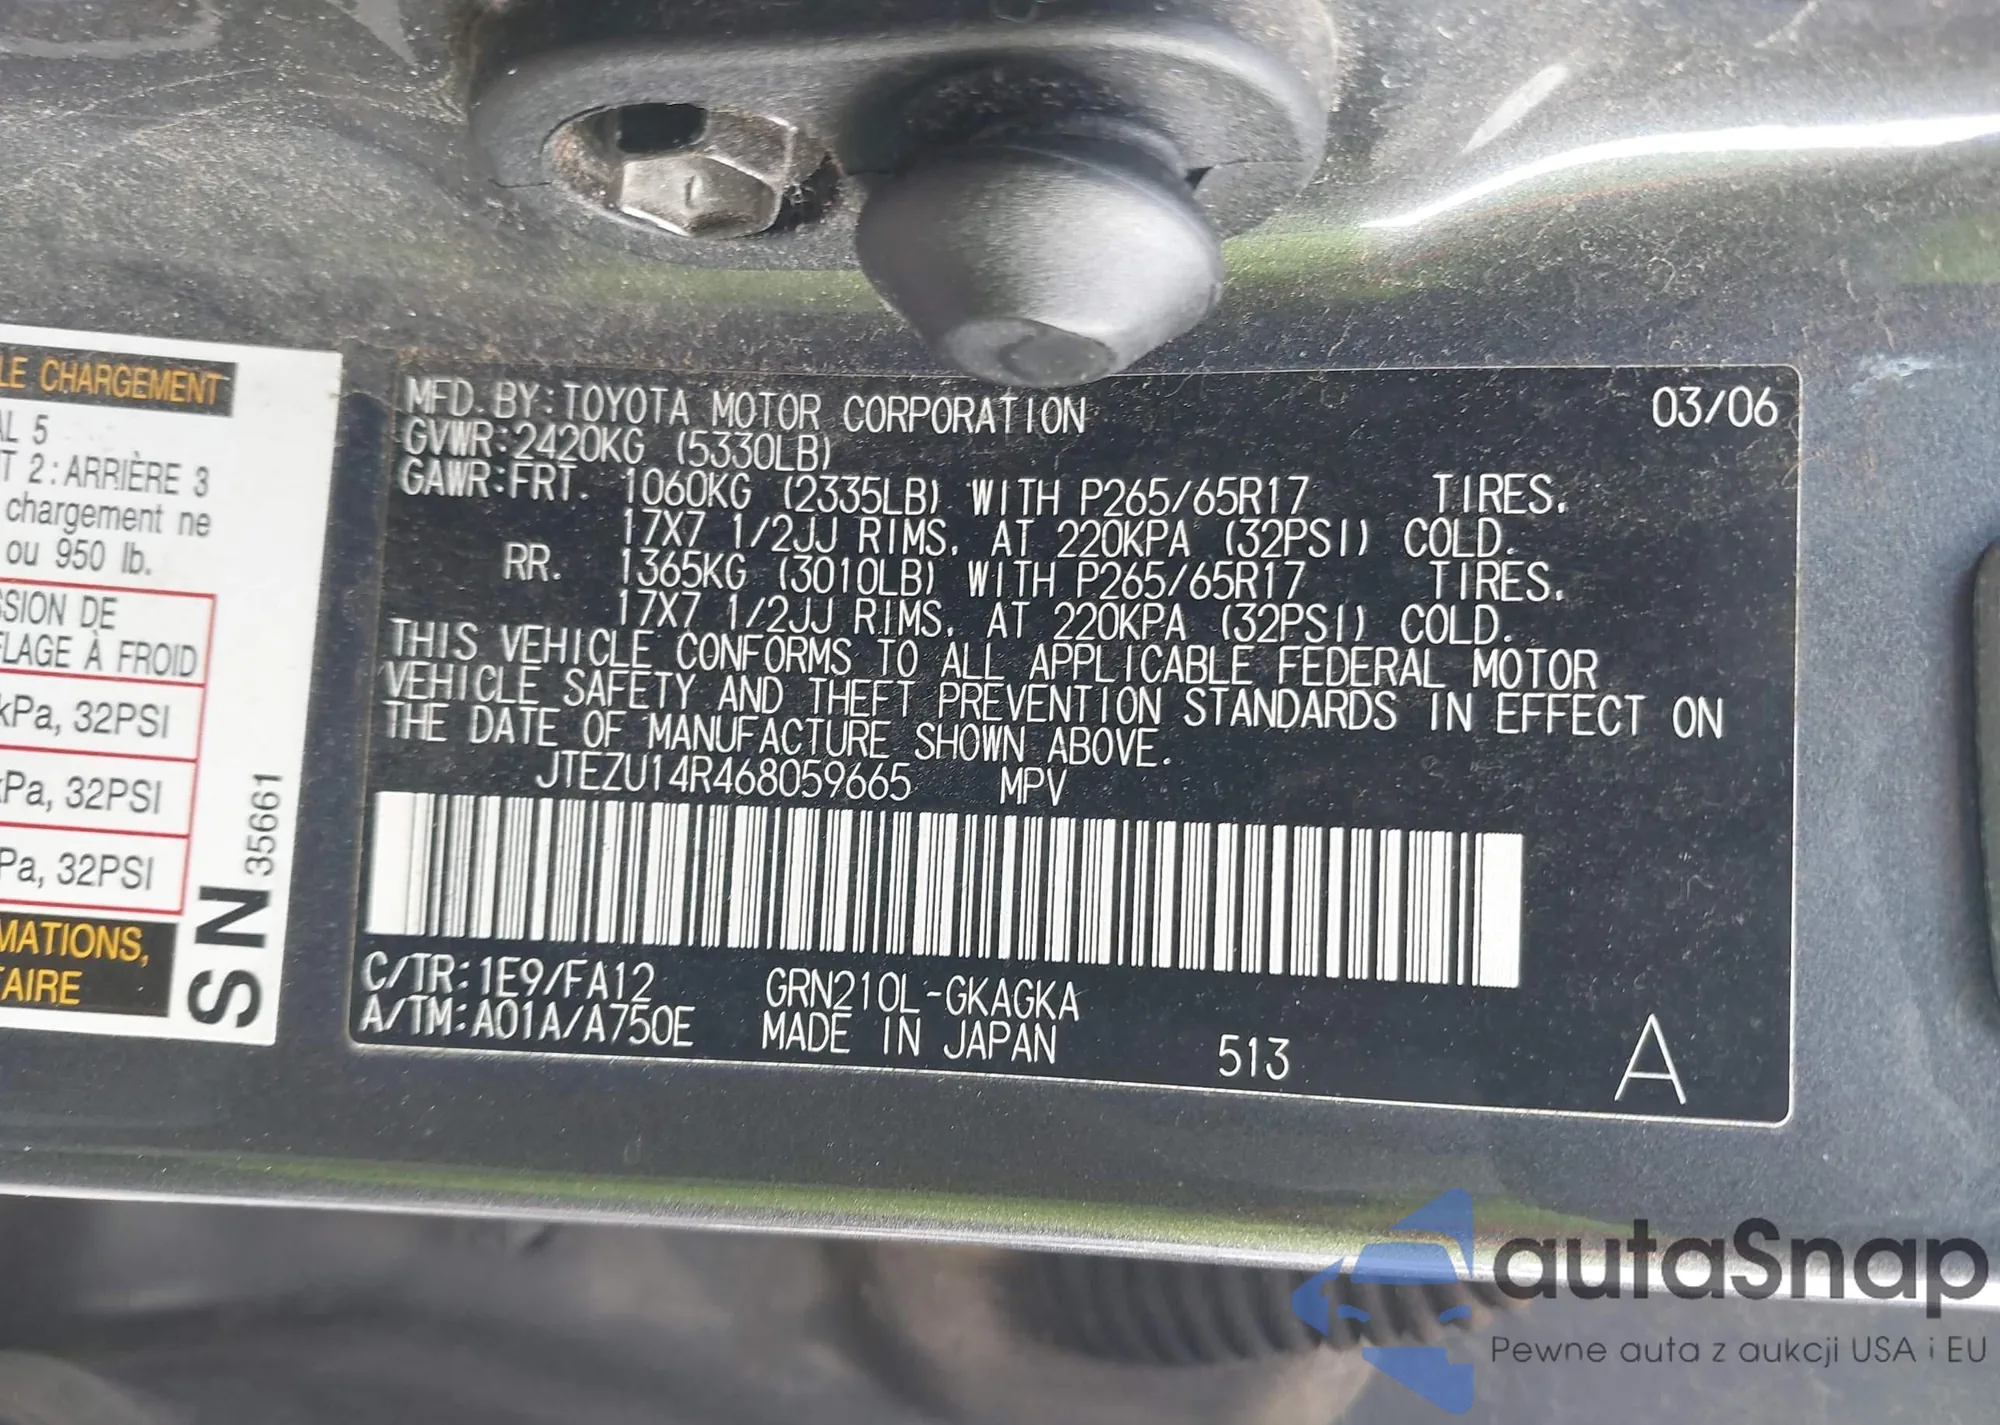 LE CHARGEMENT
AL 5
T 2 : ARRIÈRE 3
chargement ne
ou 950 lb.
SSION DE
FLAGE À FROID
kPa, 32PSI
kPa, 32PSI
Pa, 32PSI
MATIONS,
FAIRE
SN 35661
MFD. BY: TOYOTA MOTOR CORPORATION 03/06
GVWR: 2420KG (5330LB)
GAWR: FRT. 1060KG (2335LB) WITH P265/65R17 TIRES,
17X7 1/2JJ RIMS, AT 220KPA (32PSI) COLD.
RR. 1365KG (3010LB) WITH P265/65R17 TIRES,
17X7 1/2JJ RIMS, AT 220KPA (32PSI) COLD.
THIS VEHICLE CONFORMS TO ALL APPLICABLE FEDERAL MOTOR
VEHICLE SAFETY AND THEFT PREVENTION STANDARDS IN EFFECT ON
THE DATE OF MANUFACTURE SHOWN ABOVE.
JTEZU14R468059665 MPV
C/TR: 1E9/FA12 GRN210L-GKAGKA
A/TM: A01A/A750E MADE IN JAPAN 513 A
autaSnap
Pewne auta z aukcji USA i EU